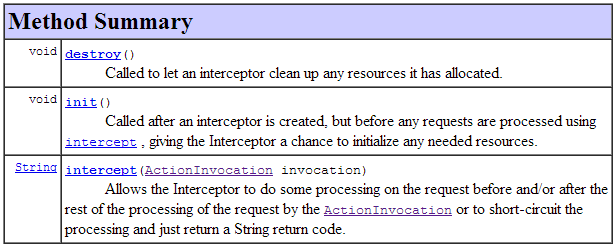 Method Summary
void destroy()
Called to let an interceptor clean up any resources it has allocated.
void init()
Called after an interceptor is created, but before any requests are processed using
intercept , giving the Interceptor a chance to initialize any needed resources.
String intercept(ActionInvocation invocation)
Allows the Interceptor to do some processing on the request before and/or after the
rest of the processing of the request by the ActionInvocation or to short-circuit the
processing and just return a String return code.